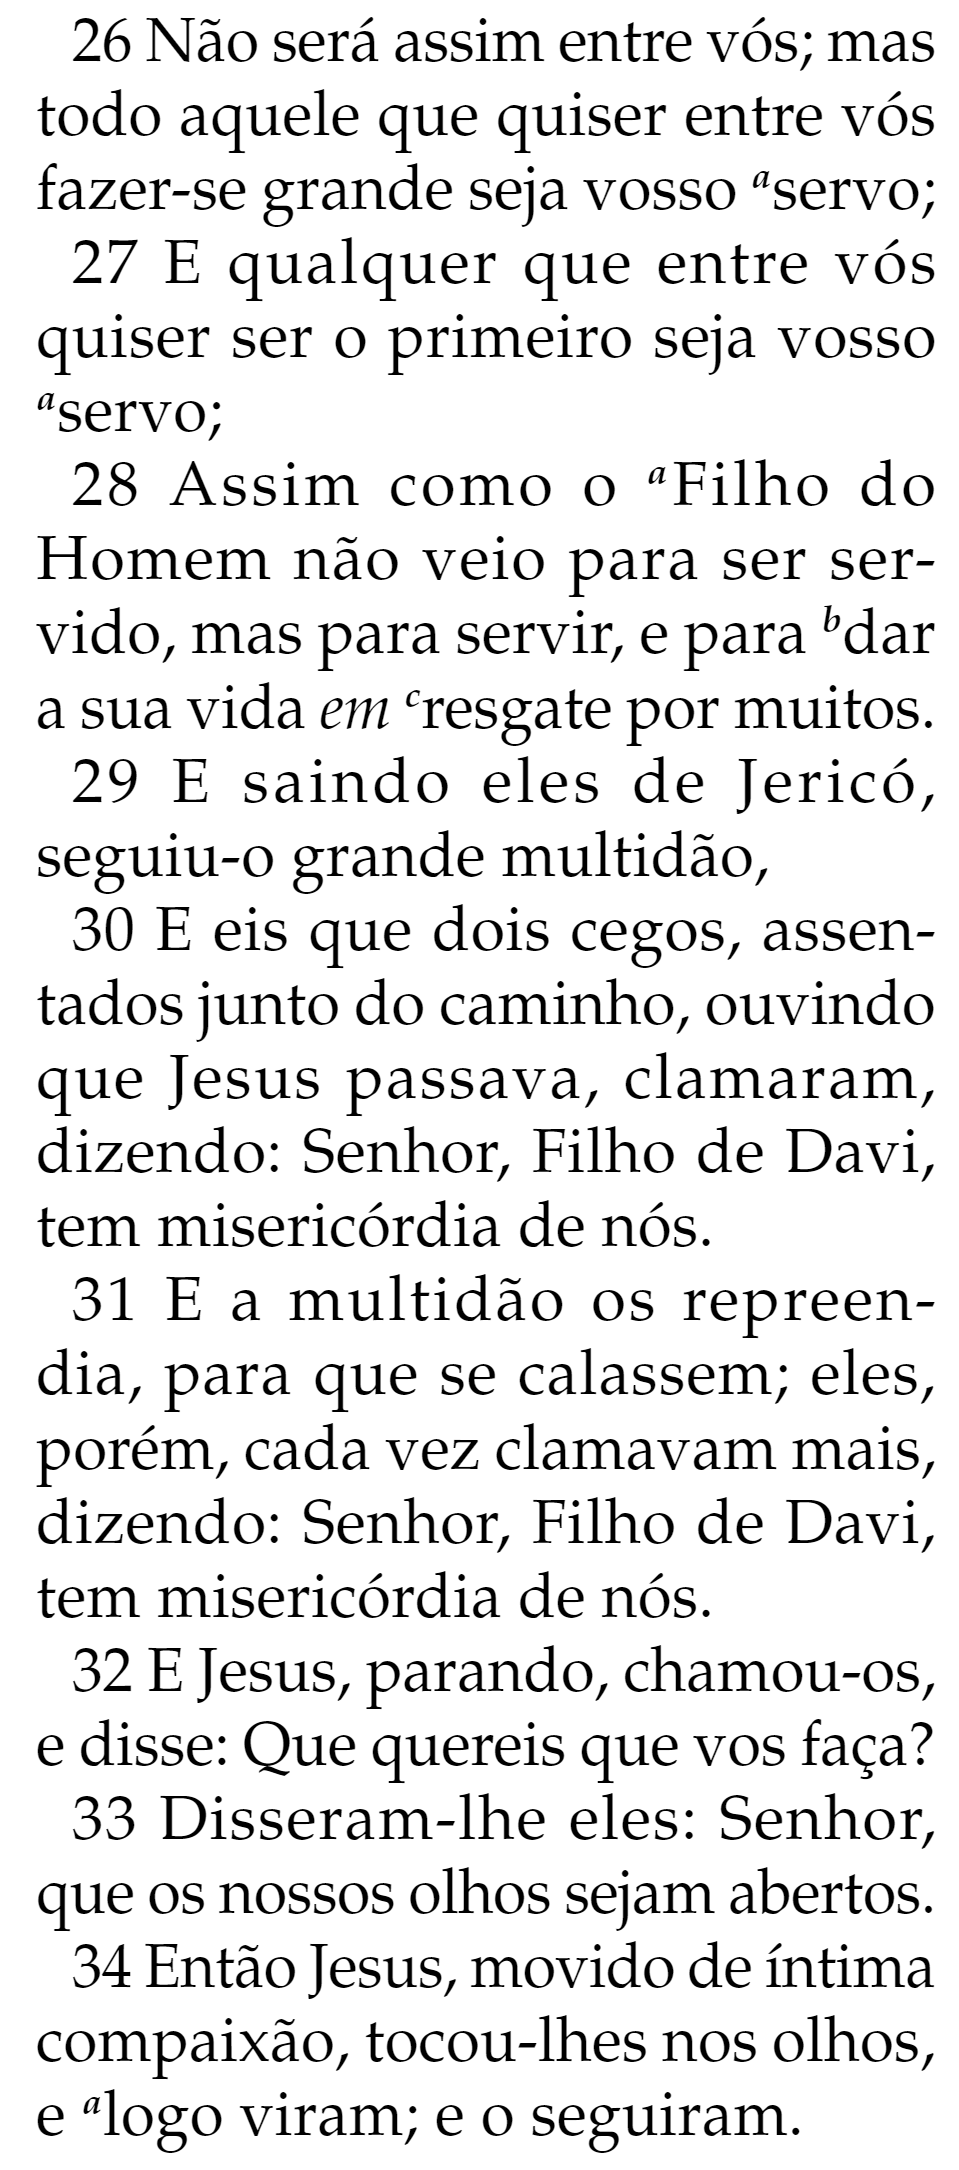 26 Não será assim entre vós; mas
todo aquele que quiser entre vós
fazer-se grande seja vosso ᵃservo;
27 E qualquer que entre vós
quiser ser o primeiro seja vosso
ᵃservo;
28 Assim como o ᵃFilho do
Homem não veio para ser ser-
vido, mas para servir, e para ᵇdar
a sua vida em ᶜresgate por muitos.
29 E saindo eles de Jericó,
seguiu-o grande multidão,
30 E eis que dois cegos, assen-
tados junto do caminho, ouvindo
que Jesus passava, clamaram,
dizendo: Senhor, Filho de Davi,
tem misericórdia de nós.
31 E a multidão os repreen-
dia, para que se calassem; eles,
porém, cada vez clamavam mais,
dizendo: Senhor, Filho de Davi,
tem misericórdia de nós.
32 E Jesus, parando, chamou-os,
e disse: Que quereis que vos faça?
33 Disseram-lhe eles: Senhor,
que os nossos olhos sejam abertos.
34 Então Jesus, movido de íntima
compaixão, tocou-lhes nos olhos,
e ᵃlogo viram; e o seguiram.